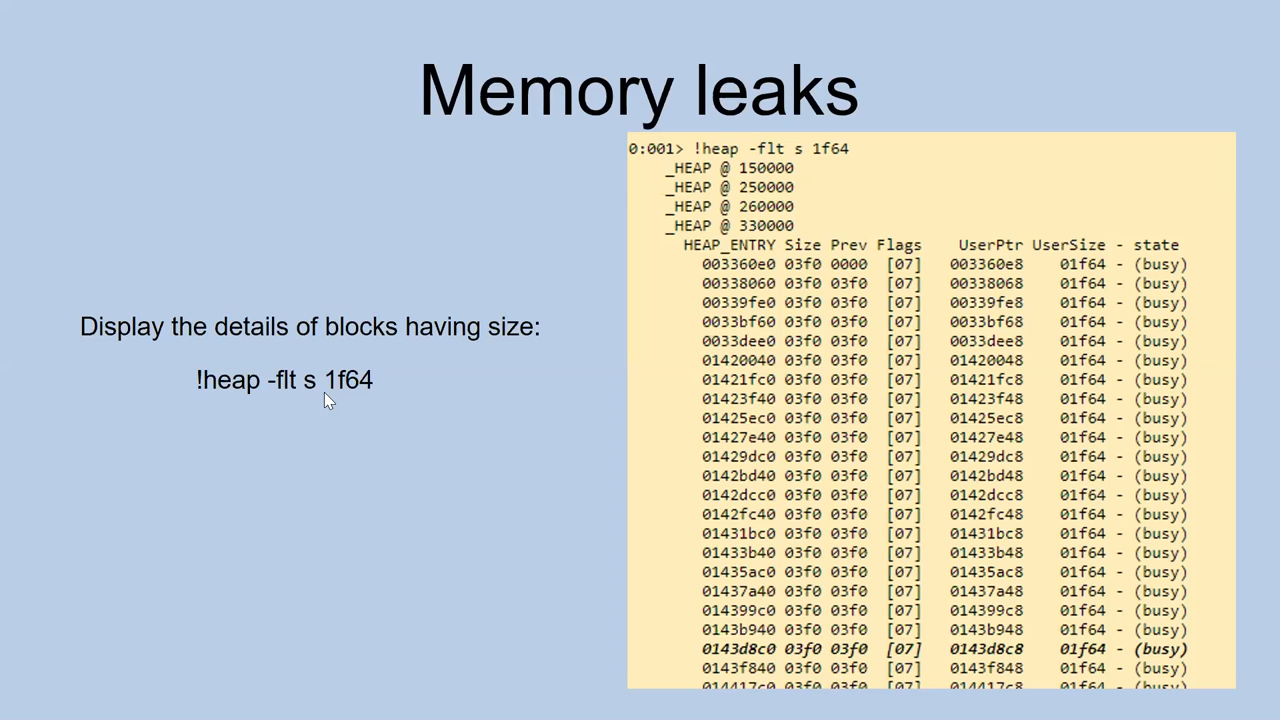 Memory leaks
Display the details of blocks having size:
!heap -flt s 1f64
0:001> !heap -flt s 1f64
_HEAP @ 150000
_HEAP @ 250000
_HEAP @ 260000
_HEAP @ 330000
HEAP_ENTRY Size Prev Flags UserPtr UserSize - state
003360e0 03f0 0000 [07] 003360e8 01f64 - (busy)
00338060 03f0 03f0 [07] 00338068 01f64 - (busy)
00339fe0 03f0 03f0 [07] 00339fe8 01f64 - (busy)
0033bf60 03f0 03f0 [07] 0033bf68 01f64 - (busy)
0033dee0 03f0 03f0 [07] 0033dee8 01f64 - (busy)
01420040 03f0 03f0 [07] 01420048 01f64 - (busy)
01421fc0 03f0 03f0 [07] 01421fc8 01f64 - (busy)
01423f40 03f0 03f0 [07] 01423f48 01f64 - (busy)
01425ec0 03f0 03f0 [07] 01425ec8 01f64 - (busy)
01427e40 03f0 03f0 [07] 01427e48 01f64 - (busy)
01429dc0 03f0 03f0 [07] 01429dc8 01f64 - (busy)
0142bd40 03f0 03f0 [07] 0142bd48 01f64 - (busy)
0142dcc0 03f0 03f0 [07] 0142dcc8 01f64 - (busy)
0142fc40 03f0 03f0 [07] 0142fc48 01f64 - (busy)
01431bc0 03f0 03f0 [07] 01431bc8 01f64 - (busy)
01433b40 03f0 03f0 [07] 01433b48 01f64 - (busy)
01435ac0 03f0 03f0 [07] 01435ac8 01f64 - (busy)
01437a40 03f0 03f0 [07] 01437a48 01f64 - (busy)
014399c0 03f0 03f0 [07] 014399c8 01f64 - (busy)
0143b940 03f0 03f0 [07] 0143b948 01f64 - (busy)
0143d8c0 03f0 03f0 [07] 0143d8c8 01f64 - (busy)
0143f840 03f0 03f0 [07] 0143f848 01f64 - (busy)
014417c0 03f0 03f0 [07] 014417c8 01f64 - (busy)